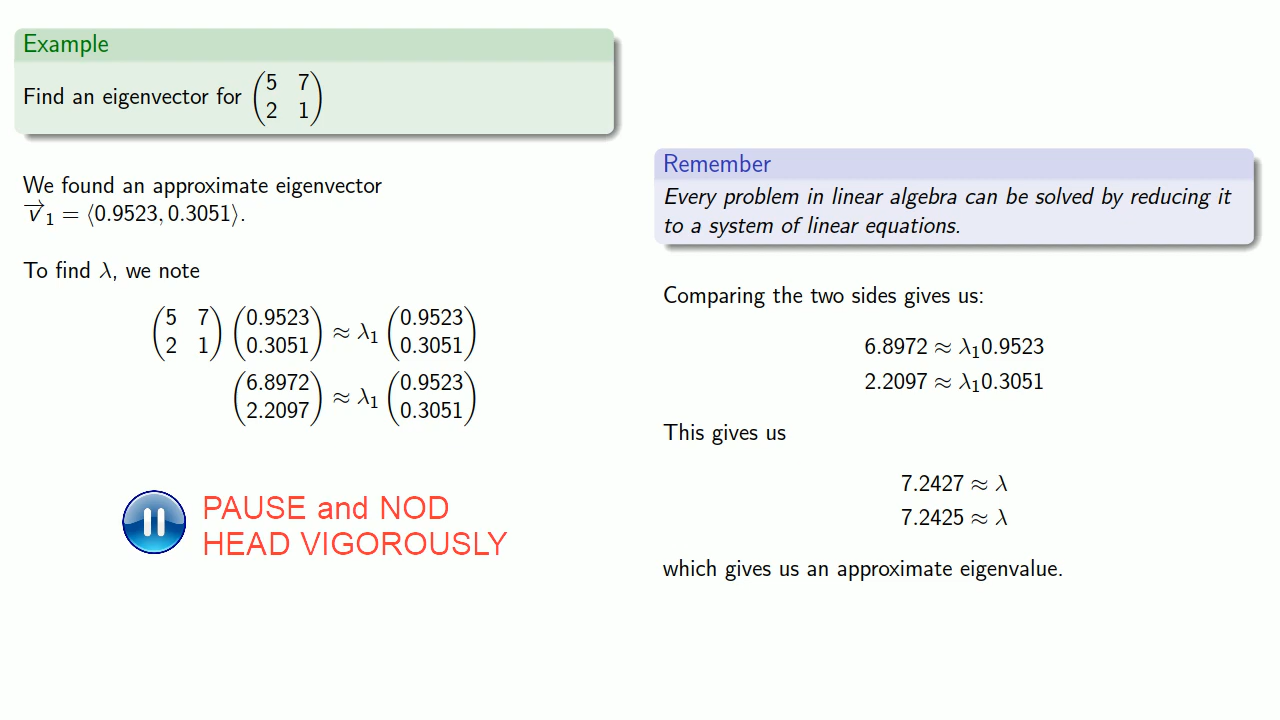 Example
Find an eigenvector for (5 7
2 1)
We found an approximate eigenvector
v⃗₁ = ⟨0.9523, 0.3051⟩.
To find λ, we note
(5 7
2 1) (0.9523
0.3051) ≈ λ₁ (0.9523
0.3051)
(6.8972
2.2097) ≈ λ₁ (0.9523
0.3051)
PAUSE and NOD
HEAD VIGOROUSLY
Remember
Every problem in linear algebra can be solved by reducing it
to a system of linear equations.
Comparing the two sides gives us:
6.8972 ≈ λ₁0.9523
2.2097 ≈ λ₁0.3051
This gives us
7.2427 ≈ λ
7.2425 ≈ λ
which gives us an approximate eigenvalue.